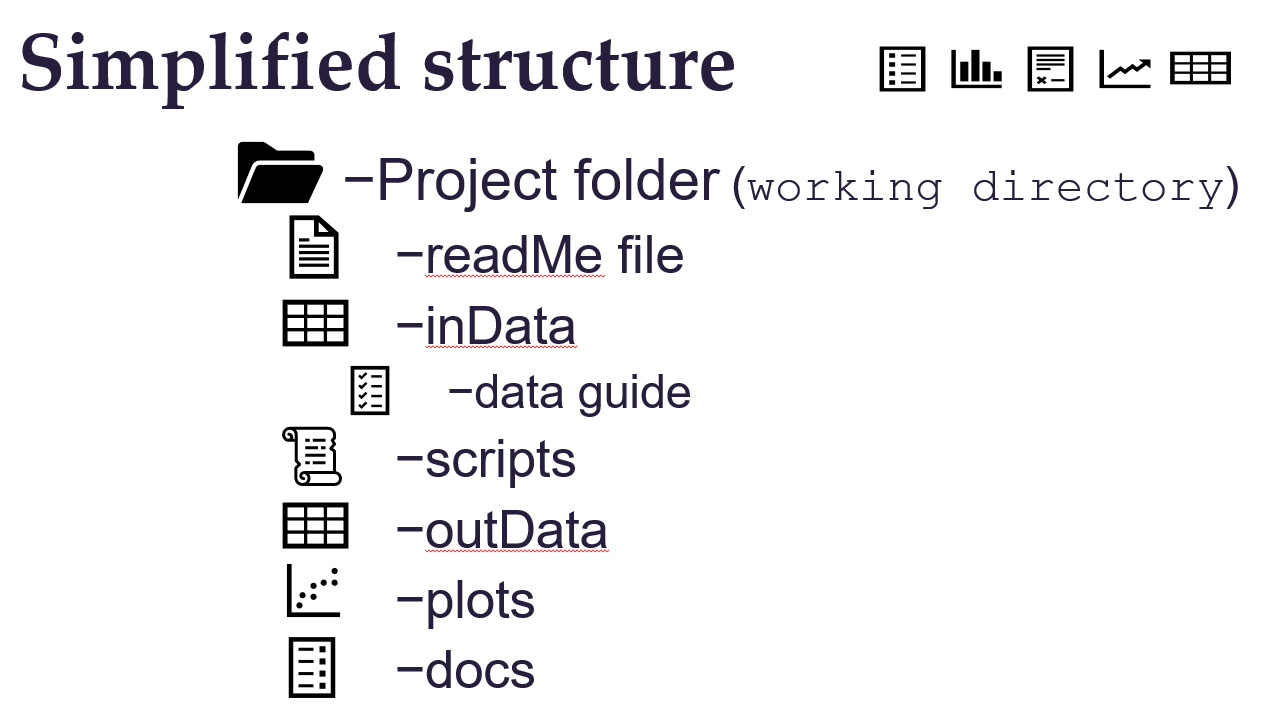 Simplified structure
−Project folder (working directory)
−readMe file
−inData
−data guide
−scripts
−outData
−plots
−docs